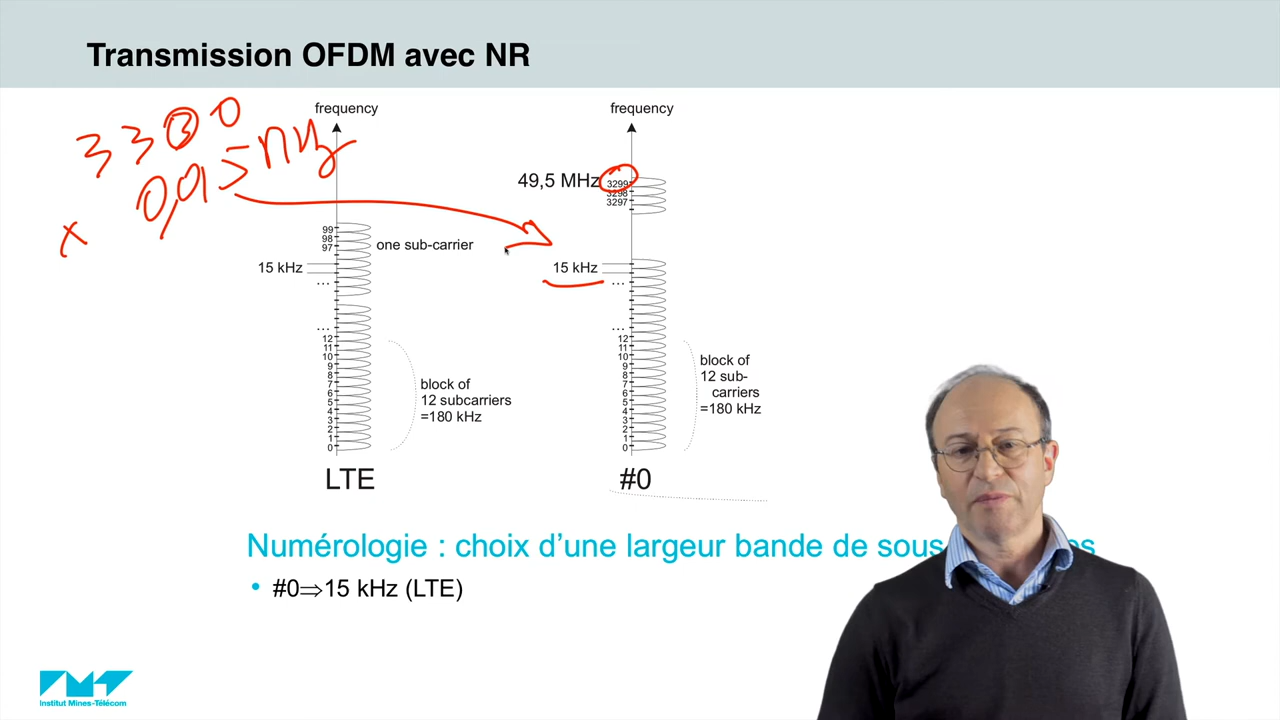 Transmission OFDM avec NR
3 3 0 0
x 0,015 MHz
frequency
99
98
97
one sub-carrier
15 kHz
...
...
12
11
10
9
8
7
6
5
4
3
2
1
0
block of
12 subcarriers
=180 kHz
LTE
frequency
49,5 MHz
3299
3298
3297
15 kHz
...
...
12
11
10
9
8
7
6
5
4
3
2
1
0
block of
12 sub-
carriers
=180 kHz
#0
Numérologie : choix d’une largeur bande de sous
• #0⇒15 kHz (LTE)
Institut Mines-Télécom